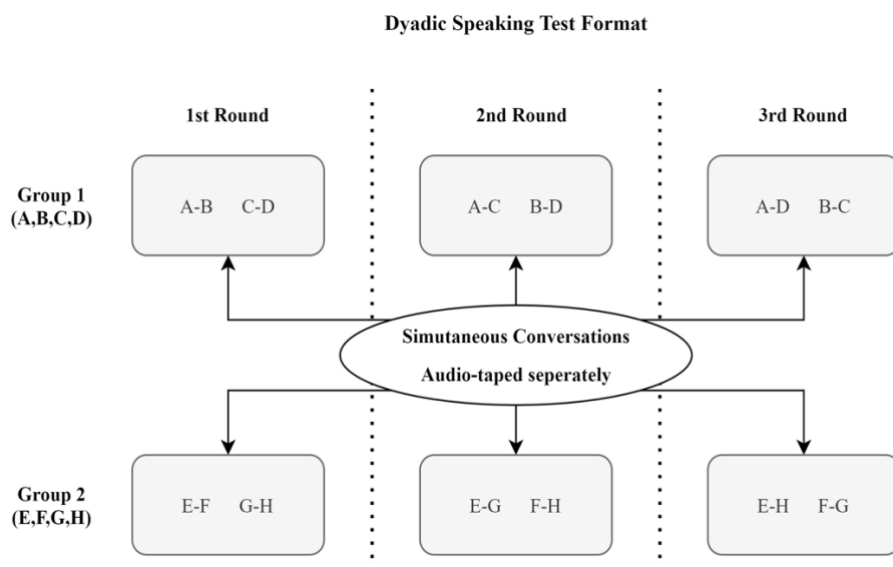 Dyadic Speaking Test Format
1st Round 2nd Round 3rd Round
Group 1
(A,B,C,D)
A-B C-D A-C B-D A-D B-C
Simutaneous Conversations
Audio-taped seperately
Group 2
(E,F,G,H)
E-F G-H E-G F-H E-H F-G